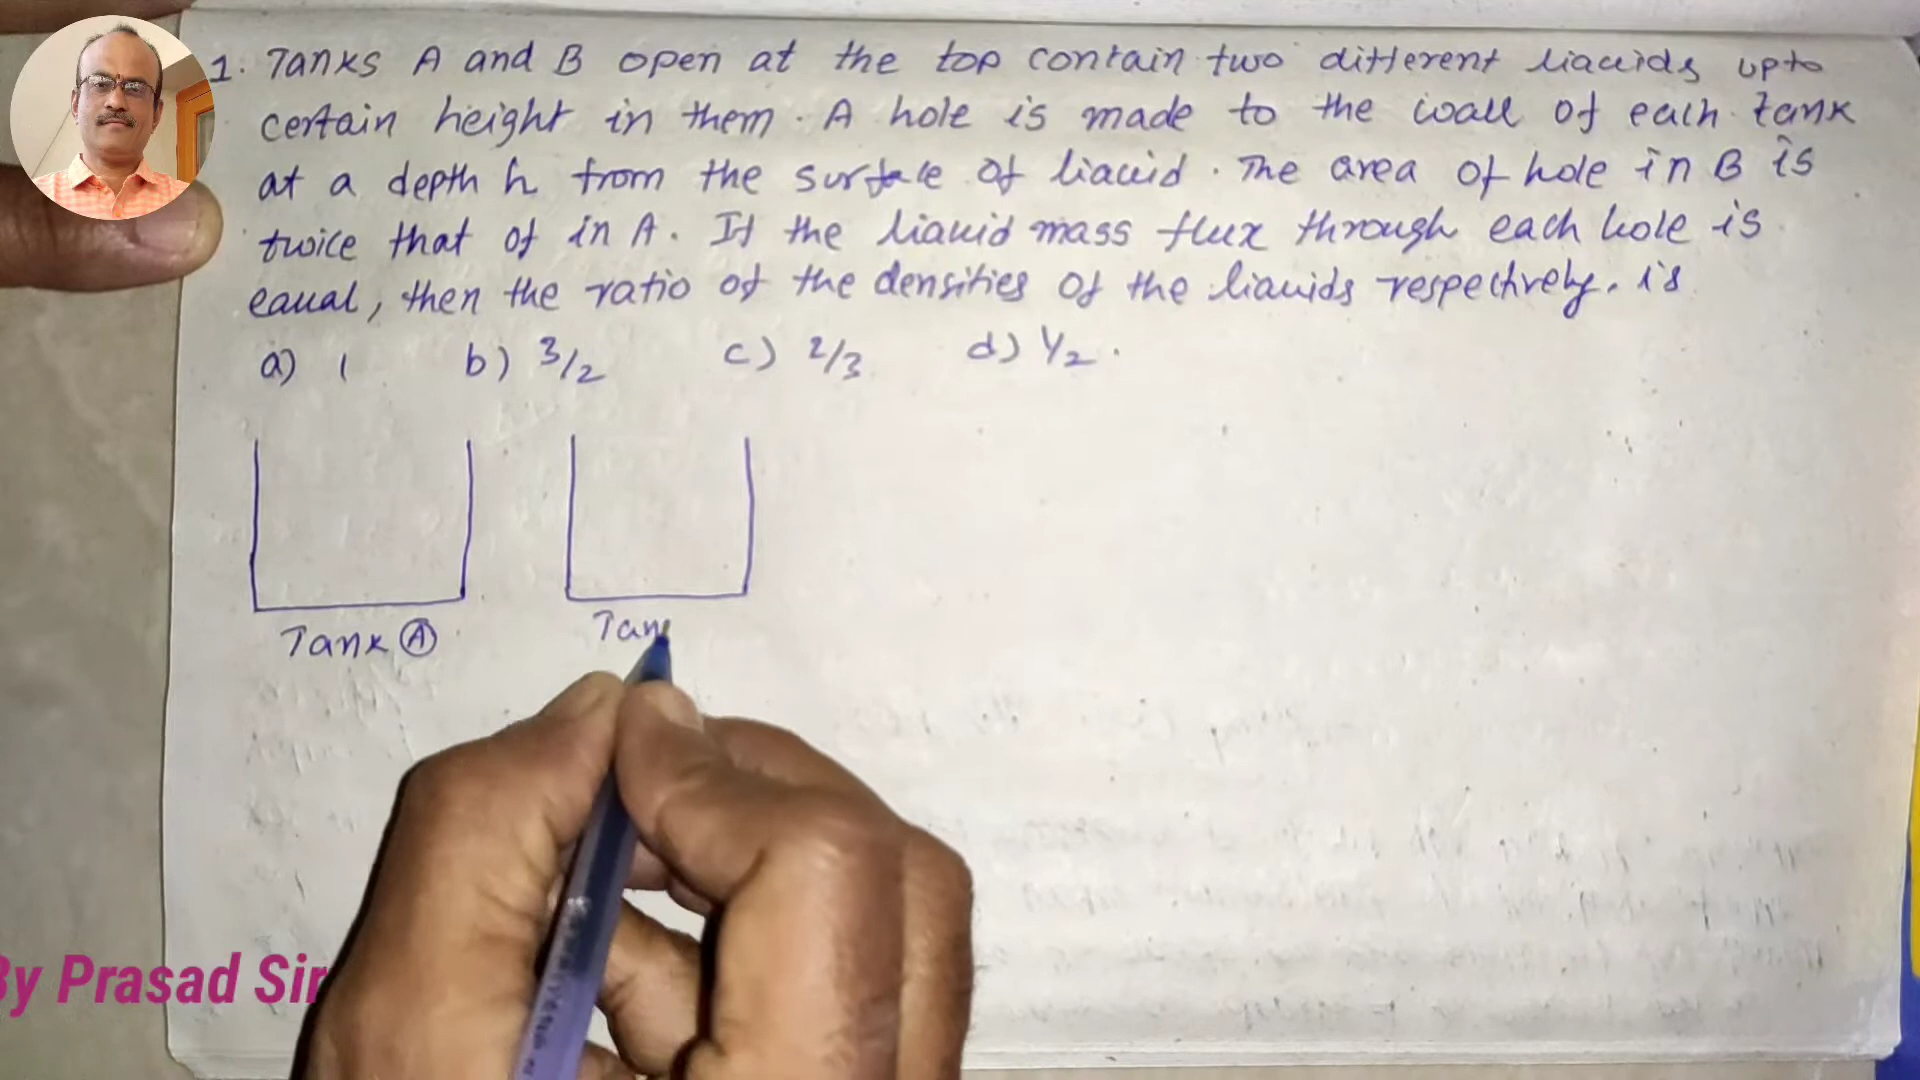 1. Tanks A and B open at the top contain two different liquids upto
certain height in them. A hole is made to the wall of each tank
at a depth h from the surface of liquid. The area of hole in B is
twice that of in A. If the liquid mass flux through each hole is
equal, then the ratio of the densities of the liquids respectively. is
a) 1 b) 3/2 c) 2/3 d) 1/2.
Tank A Tan
By Prasad Sir